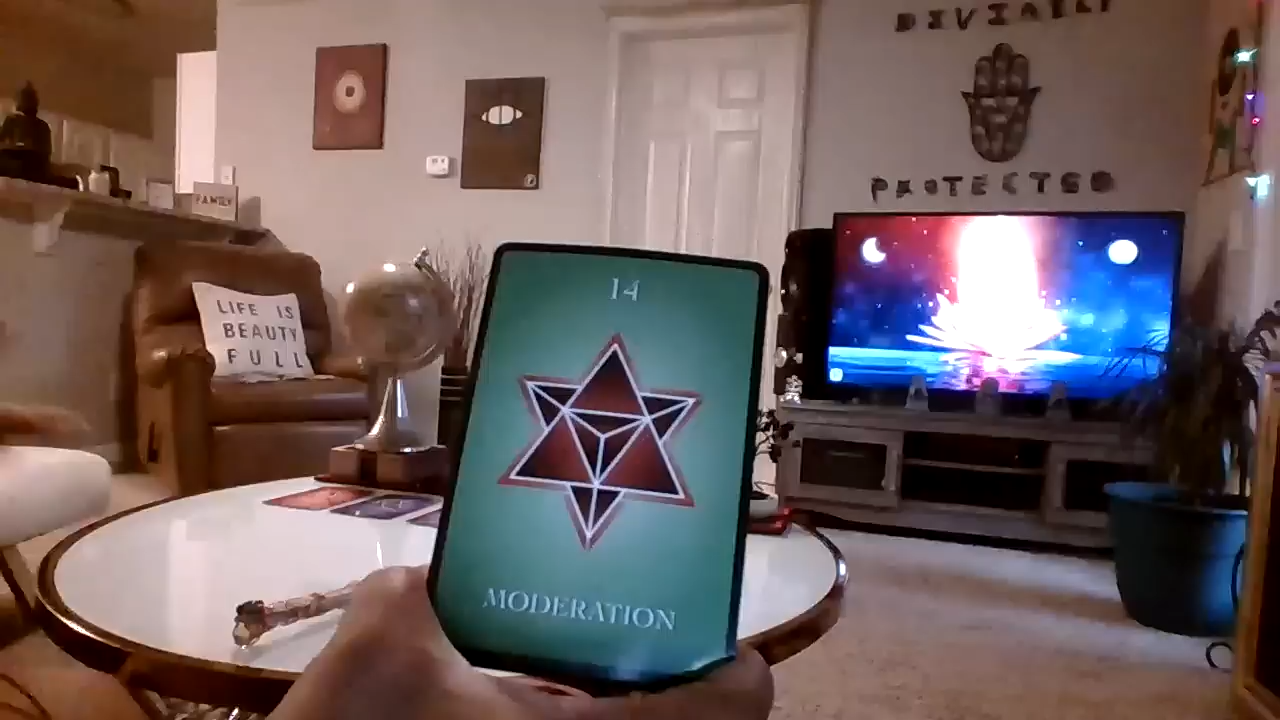 DIVINELY
PROTECTED
FAMILY
LIFE IS
BEAUTY
FULL
14
MODERATION